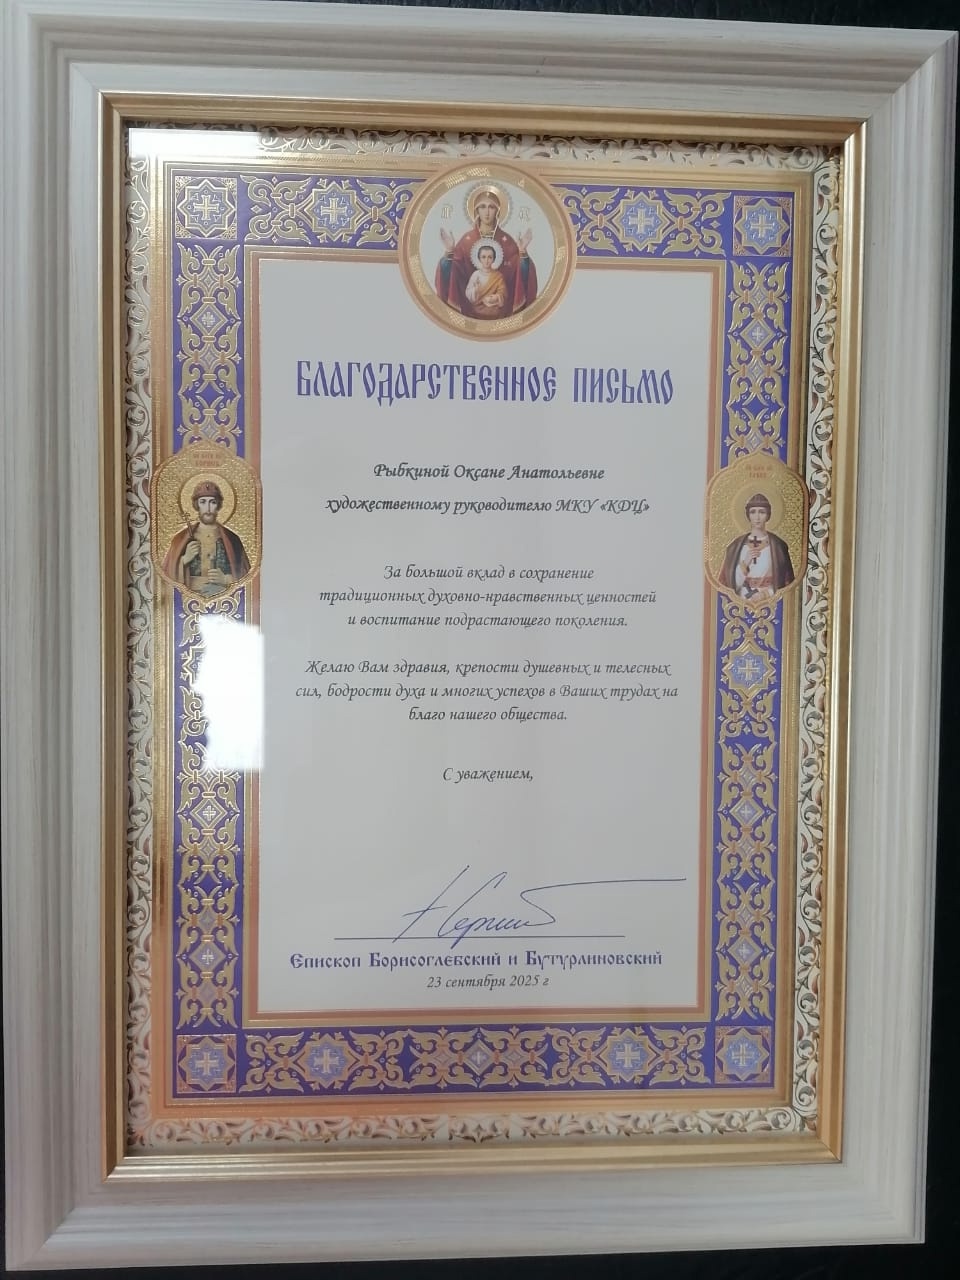 БЛАГОДАРСТВЕННОЕ ПИСЬМО
Рыбкиной Оксане Анатольевне
художественному руководителю МКУ «КДЦ»
За большой вклад в сохранение
традиционных духовно-нравственных ценностей
и воспитание подрастающего поколения.
Желаю Вам здравия, крепости душевных и телесных
сил, бодрости духа и многих успехов в Ваших трудах на
благо нашего общества.
С уважением,
Епископ Борисоглебский и Бутурлиновский
23 сентября 2025 г